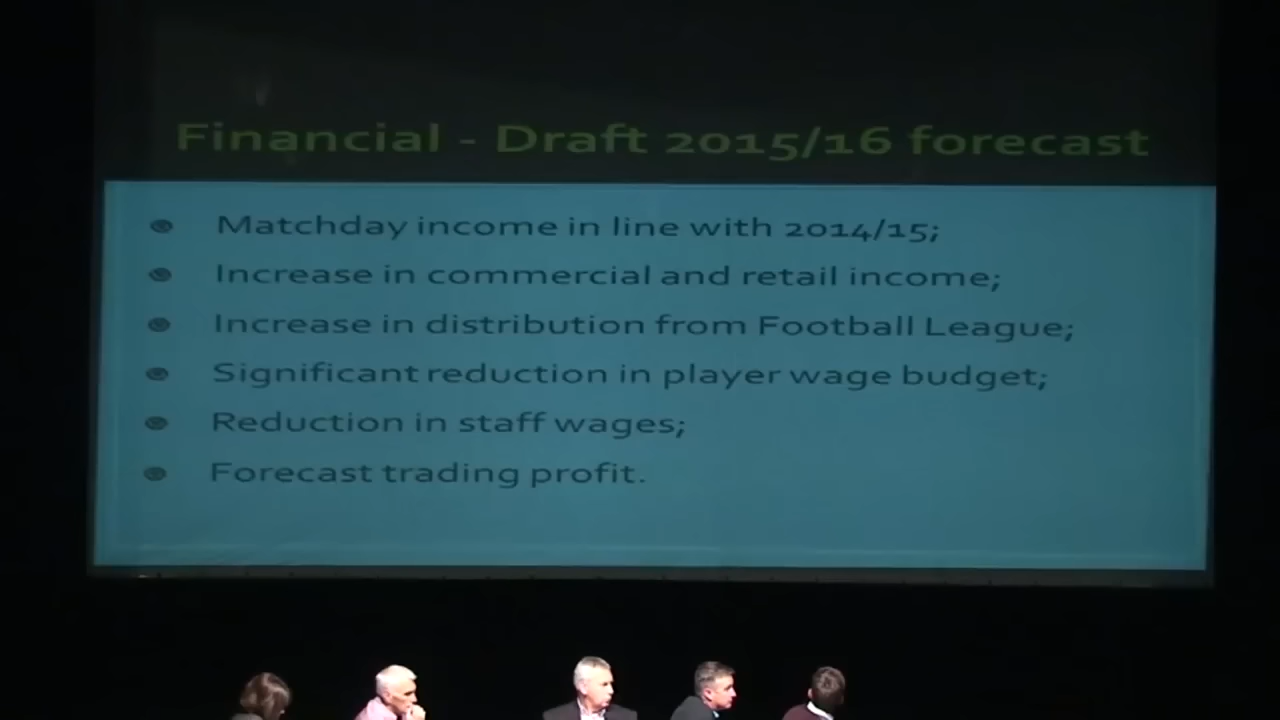 Financial - Draft 2015/16 forecast
Matchday income in line with 2014/15;
Increase in commercial and retail income;
Increase in distribution from Football League;
Significant reduction in player wage budget;
Reduction in staff wages;
Forecast trading profit.